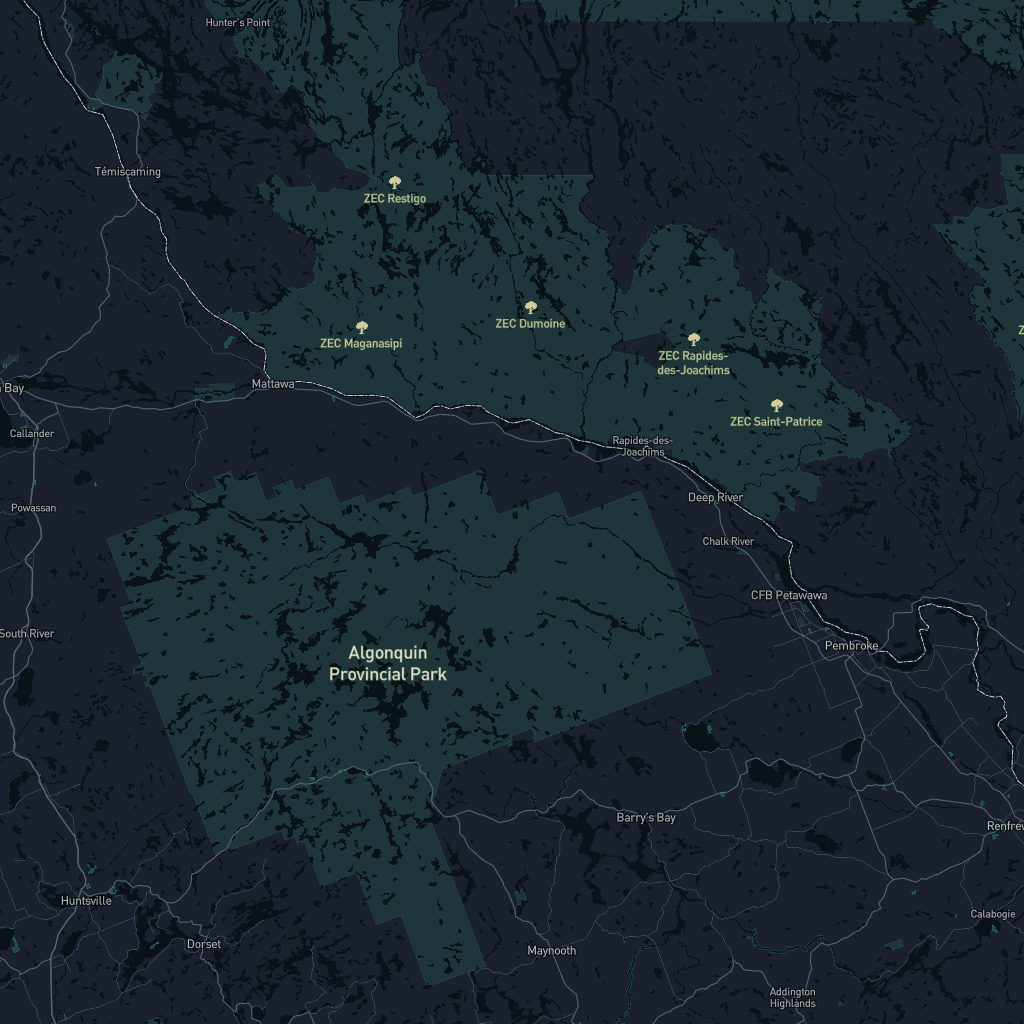 Hunter's Point
Témiscaming
ZEC Restigo
ZEC Dumoine
ZEC Maganasipi
ZEC Rapides-
des-Joachims
Mattawa
Bay
ZEC Saint-Patrice
Callander
Rapides-des-
Joachims
Powassan
Deep River
Chalk River
CFB Petawawa
South River
Pembroke
Algonquin
Provincial Park
Barry's Bay
Huntsville
Calabogie
Dorset
Maynooth
Addington
Highlands